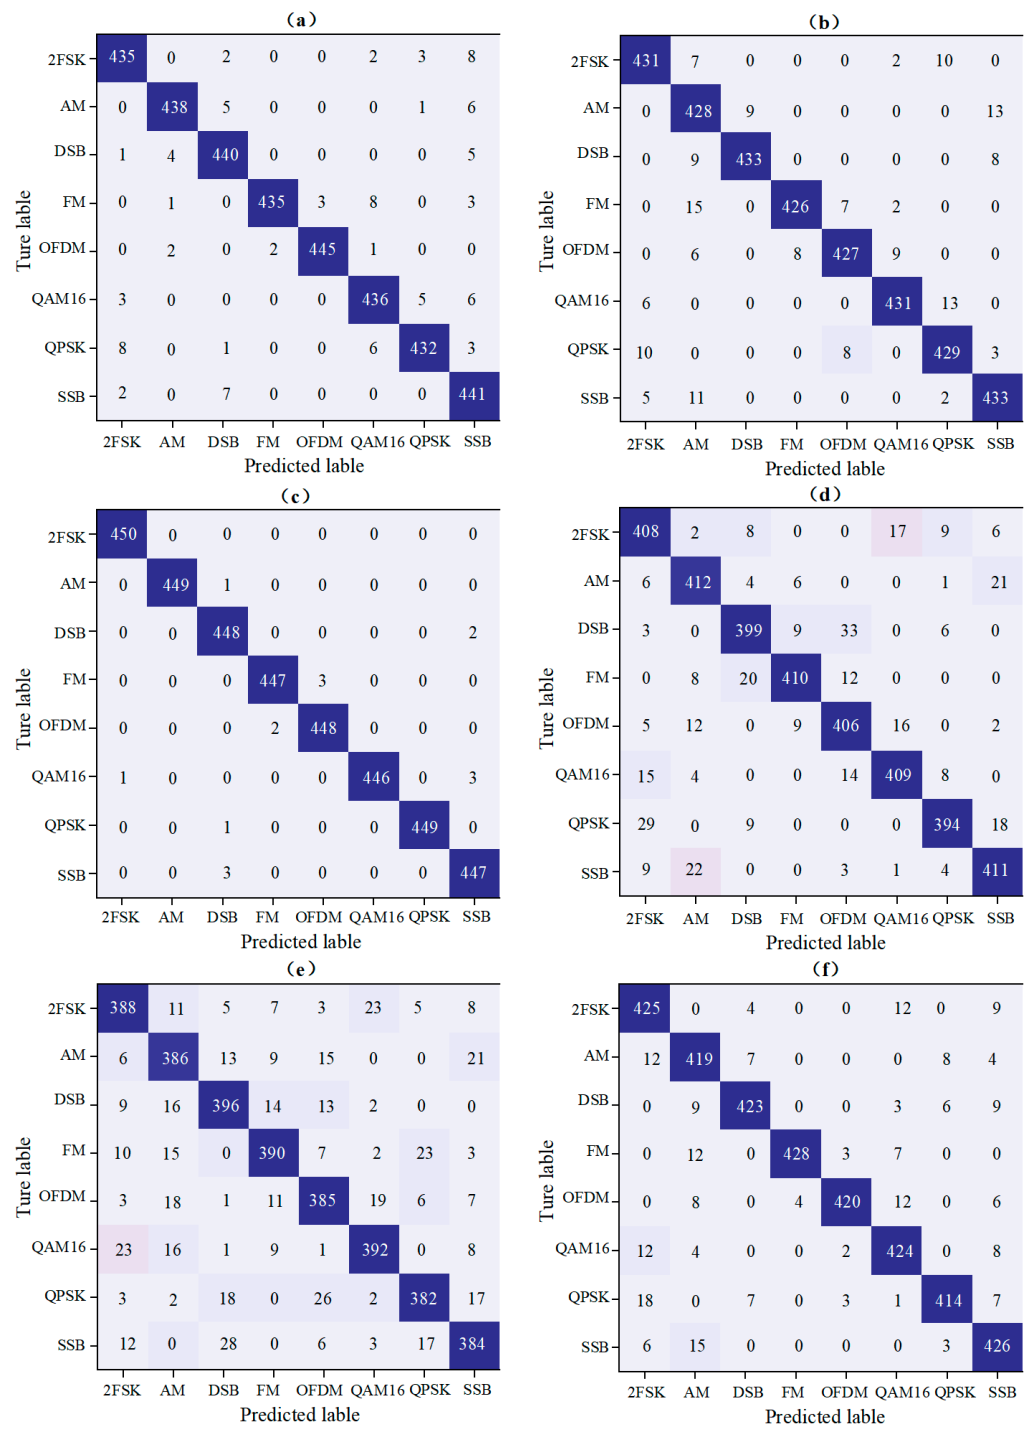 (a)
2FSK 435 0 2 0 0 2 3 8
AM 0 438 5 0 0 0 1 6
DSB 1 4 440 0 0 0 0 5
FM 0 1 0 435 3 8 0 3
OFDM 0 2 0 2 445 1 0 0
QAM16 3 0 0 0 0 436 5 6
QPSK 8 0 1 0 0 6 432 3
SSB 2 0 7 0 0 0 0 441
2FSK AM DSB FM OFDM QAM16 QPSK SSB
Predicted lable
Ture lable
(b)
2FSK 431 7 0 0 0 2 10 0
AM 0 428 9 0 0 0 0 13
DSB 0 9 433 0 0 0 0 8
FM 0 15 0 426 7 2 0 0
OFDM 0 6 0 8 427 9 0 0
QAM16 6 0 0 0 0 431 13 0
QPSK 10 0 0 0 8 0 429 3
SSB 5 11 0 0 0 0 2 433
2FSK AM DSB FM OFDM QAM16 QPSK SSB
Predicted lable
Ture lable
(c)
2FSK 450 0 0 0 0 0 0 0
AM 0 449 1 0 0 0 0 0
DSB 0 0 448 0 0 0 0 2
FM 0 0 0 447 3 0 0 0
OFDM 0 0 0 2 448 0 0 0
QAM16 1 0 0 0 0 446 0 3
QPSK 0 0 1 0 0 0 449 0
SSB 0 0 3 0 0 0 0 447
2FSK AM DSB FM OFDM QAM16 QPSK SSB
Predicted lable
Ture lable
(d)
2FSK 408 2 8 0 0 17 9 6
AM 6 412 4 6 0 0 1 21
DSB 3 0 399 9 33 0 6 0
FM 0 8 20 410 12 0 0 0
OFDM 5 12 0 9 406 16 0 2
QAM16 15 4 0 0 14 409 8 0
QPSK 29 0 9 0 0 0 394 18
SSB 9 22 0 0 3 1 4 411
2FSK AM DSB FM OFDM QAM16 QPSK SSB
Predicted lable
Ture lable
(e)
2FSK 388 11 5 7 3 23 5 8
AM 6 386 13 9 15 0 0 21
DSB 9 16 396 14 13 2 0 0
FM 10 15 0 390 7 2 23 3
OFDM 3 18 1 11 385 19 6 7
QAM16 23 16 1 9 1 392 0 8
QPSK 3 2 18 0 26 2 382 17
SSB 12 0 28 0 6 3 17 384
2FSK AM DSB FM OFDM QAM16 QPSK SSB
Predicted lable
Ture lable
(f)
2FSK 425 0 4 0 0 12 0 9
AM 12 419 7 0 0 0 8 4
DSB 0 9 423 0 0 3 6 9
FM 0 12 0 428 3 7 0 0
OFDM 0 8 0 4 420 12 0 6
QAM16 12 4 0 0 2 424 0 8
QPSK 18 0 7 0 3 1 414 7
SSB 6 15 0 0 0 0 3 426
2FSK AM DSB FM OFDM QAM16 QPSK SSB
Predicted lable
Ture lable